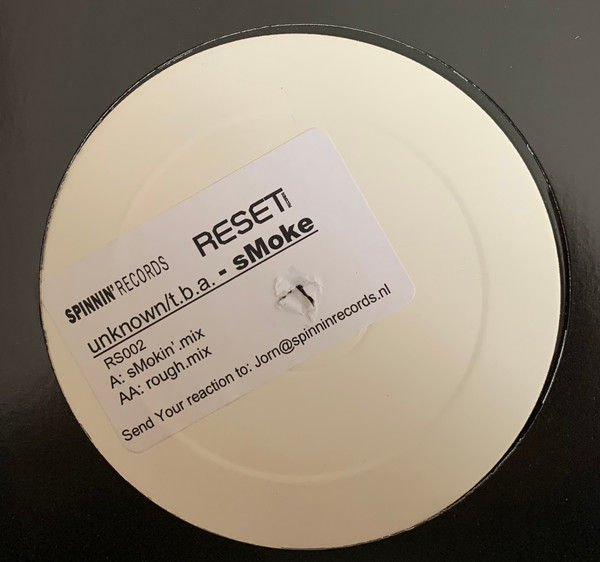 SPINNIN' RECORDS
RESET!
unknown/t.b.a. - sMoke
RS002
A: sMokin'.mix
AA: rough.mix
Send Your reaction to: Jorn@spinninrecords.nl